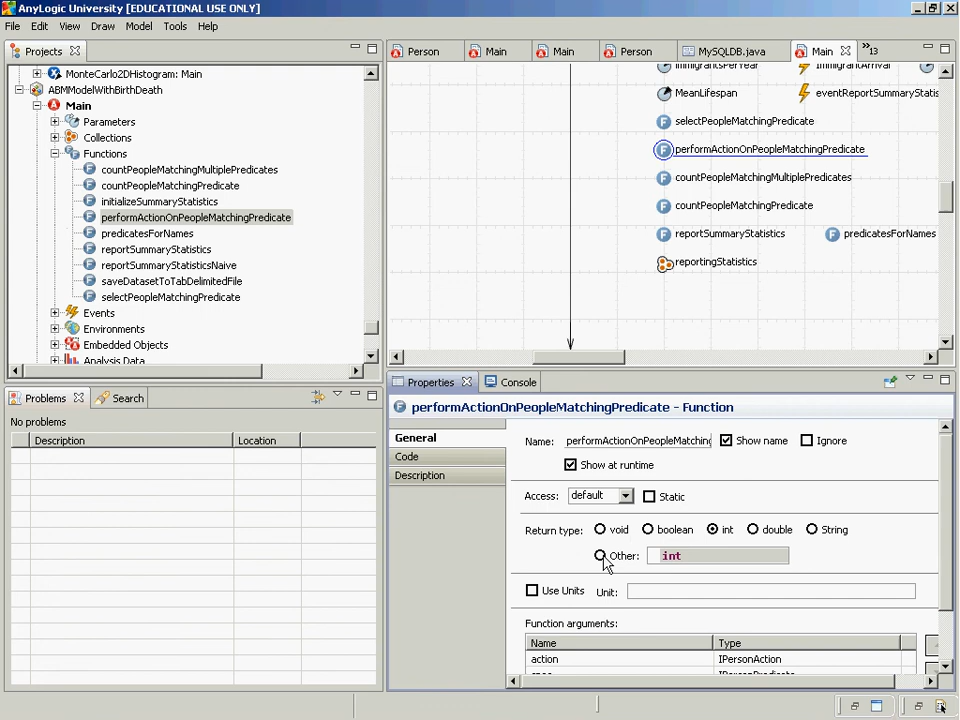 AnyLogic University [EDUCATIONAL USE ONLY]
File Edit View Draw Model Tools Help
Projects
MonteCarlo2DHistogram: Main
ABMModelWithBirthDeath
Main
Parameters
Collections
Functions
countPeopleMatchingMultiplePredicates
countPeopleMatchingPredicate
initializeSummaryStatistics
performActionOnPeopleMatchingPredicate
predicatesForNames
reportSummaryStatistics
reportSummaryStatisticsNaive
saveDatasetToTabDelimitedFile
selectPeopleMatchingPredicate
Events
Environments
Embedded Objects
Analysis Data
Person Main Main Person MySQLDB.java Main 13
ImmigrantsPerYear ImmigrantArrival
MeanLifespan eventReportSummaryStatis
selectPeopleMatchingPredicate
performActionOnPeopleMatchingPredicate
countPeopleMatchingMultiplePredicates
countPeopleMatchingPredicate
reportSummaryStatistics predicatesForNames
reportingStatistics
Problems Search
No problems
Description Location
Properties Console
performActionOnPeopleMatchingPredicate - Function
General
Code
Description
Name: performActionOnPeopleMatching Show name Ignore
Show at runtime
Access: default Static
Return type: void boolean int double String
Other: int
Use Units Unit:
Function arguments:
Name Type
action IPersonAction